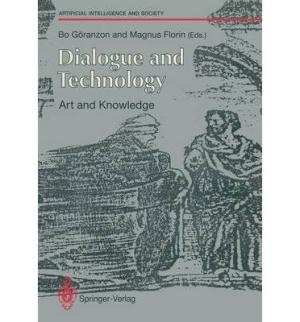 ARTIFICIAL INTELLIGENCE AND SOCIETY
Bo Göranzon and Magnus Florin (Eds.)
Dialogue and
Technology
Art and Knowledge
Springer-Verlag